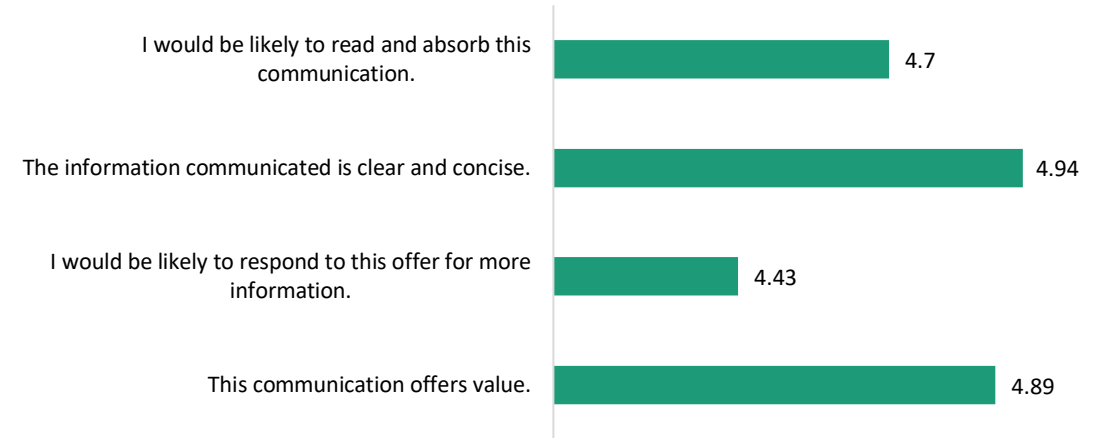 I would be likely to read and absorb this
communication.
4.7
The information communicated is clear and concise.
4.94
I would be likely to respond to this offer for more
information.
4.43
This communication offers value.
4.89